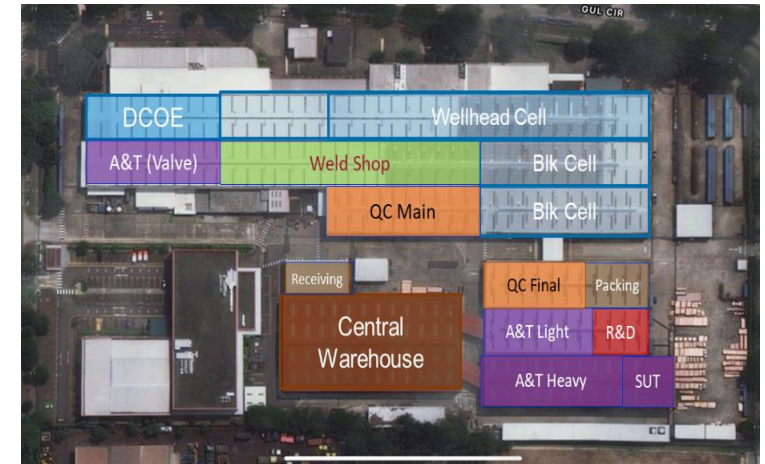 GUL CIR
DCOE
Wellhead Cell
A&T (Valve)
Weld Shop
Blk Cell
QC Main
Blk Cell
Receiving
QC Final
Packing
Central
Warehouse
A&T Light
R&D
A&T Heavy
SUT